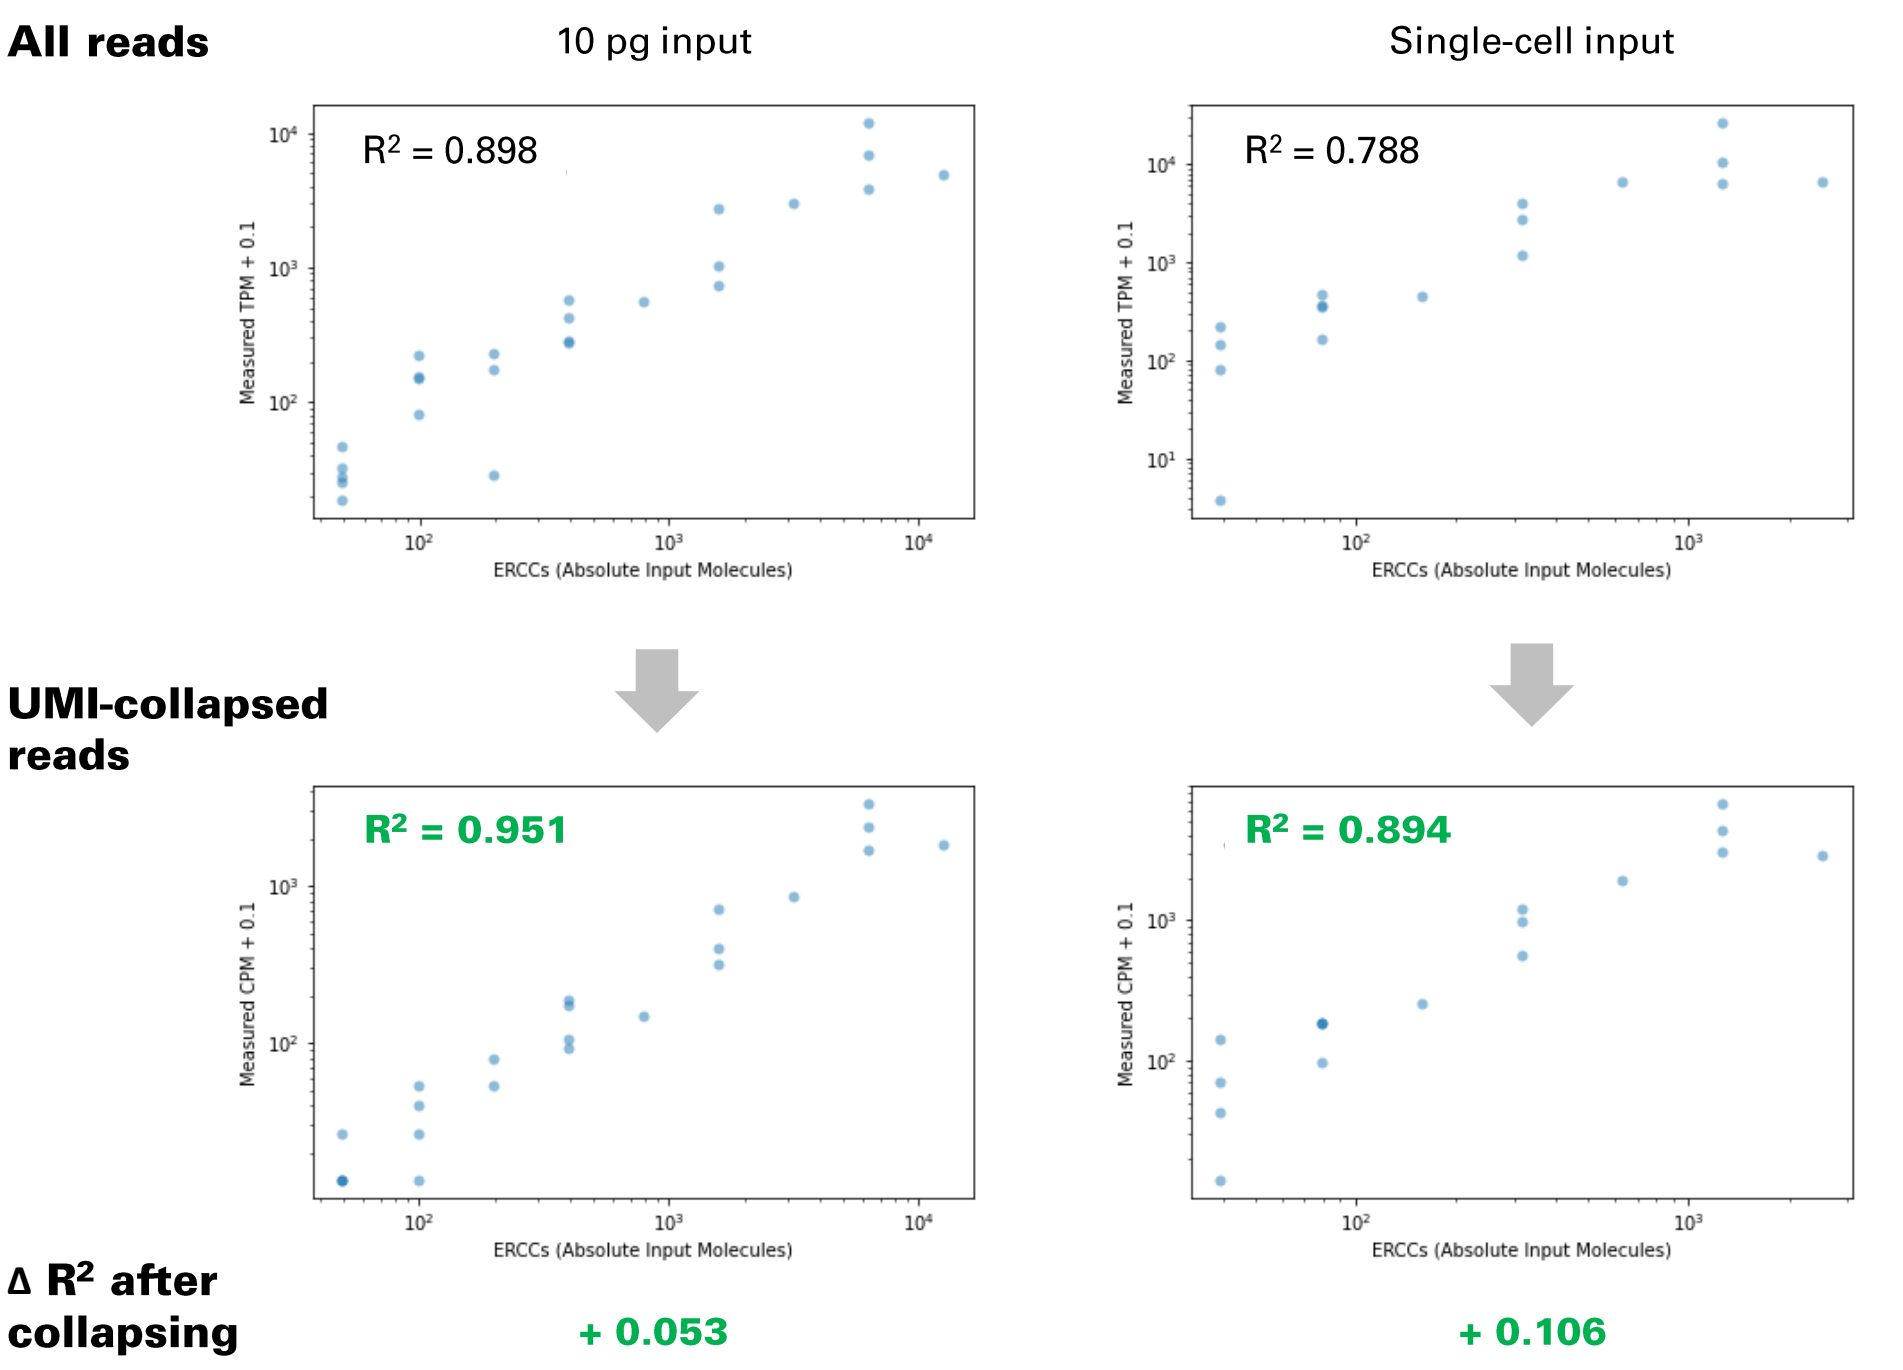 All reads
10 pg input
Single-cell input
R² = 0.898
10⁴
10³
10²
Measured TPM + 0.1
10²
10³
10⁴
ERCCs (Absolute Input Molecules)
R² = 0.788
10⁴
10³
10²
10¹
Measured TPM + 0.1
10²
10³
ERCCs (Absolute Input Molecules)
UMI-collapsed
reads
R² = 0.951
10³
10²
Measured CPM + 0.1
10²
10³
10⁴
ERCCs (Absolute Input Molecules)
R² = 0.894
10³
10²
Measured CPM + 0.1
10²
10³
ERCCs (Absolute Input Molecules)
Δ R² after
collapsing
+ 0.053
+ 0.106